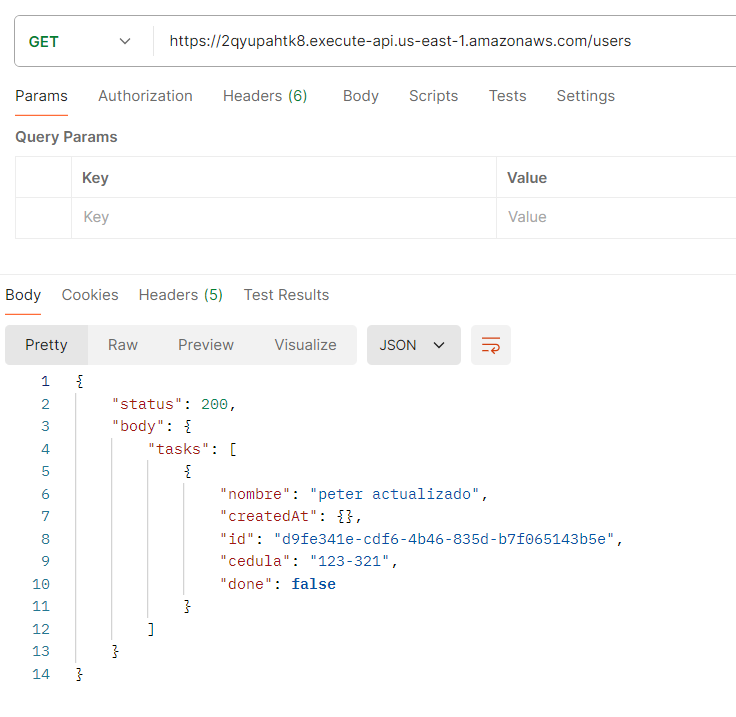 GET https://2qyupahtk8.execute-api.us-east-1.amazonaws.com/users
Params Authorization Headers (6) Body Scripts Tests Settings
Query Params
Key Value
Key Value
Body Cookies Headers (5) Test Results
Pretty Raw Preview Visualize JSON
1 {
2 "status": 200,
3 "body": {
4 "tasks": [
5 {
6 "nombre": "peter actualizado",
7 "createdAt": {},
8 "id": "d9fe341e-cdf6-4b46-835d-b7f065143b5e",
9 "cedula": "123-321",
10 "done": false
11 }
12 ]
13 }
14 }